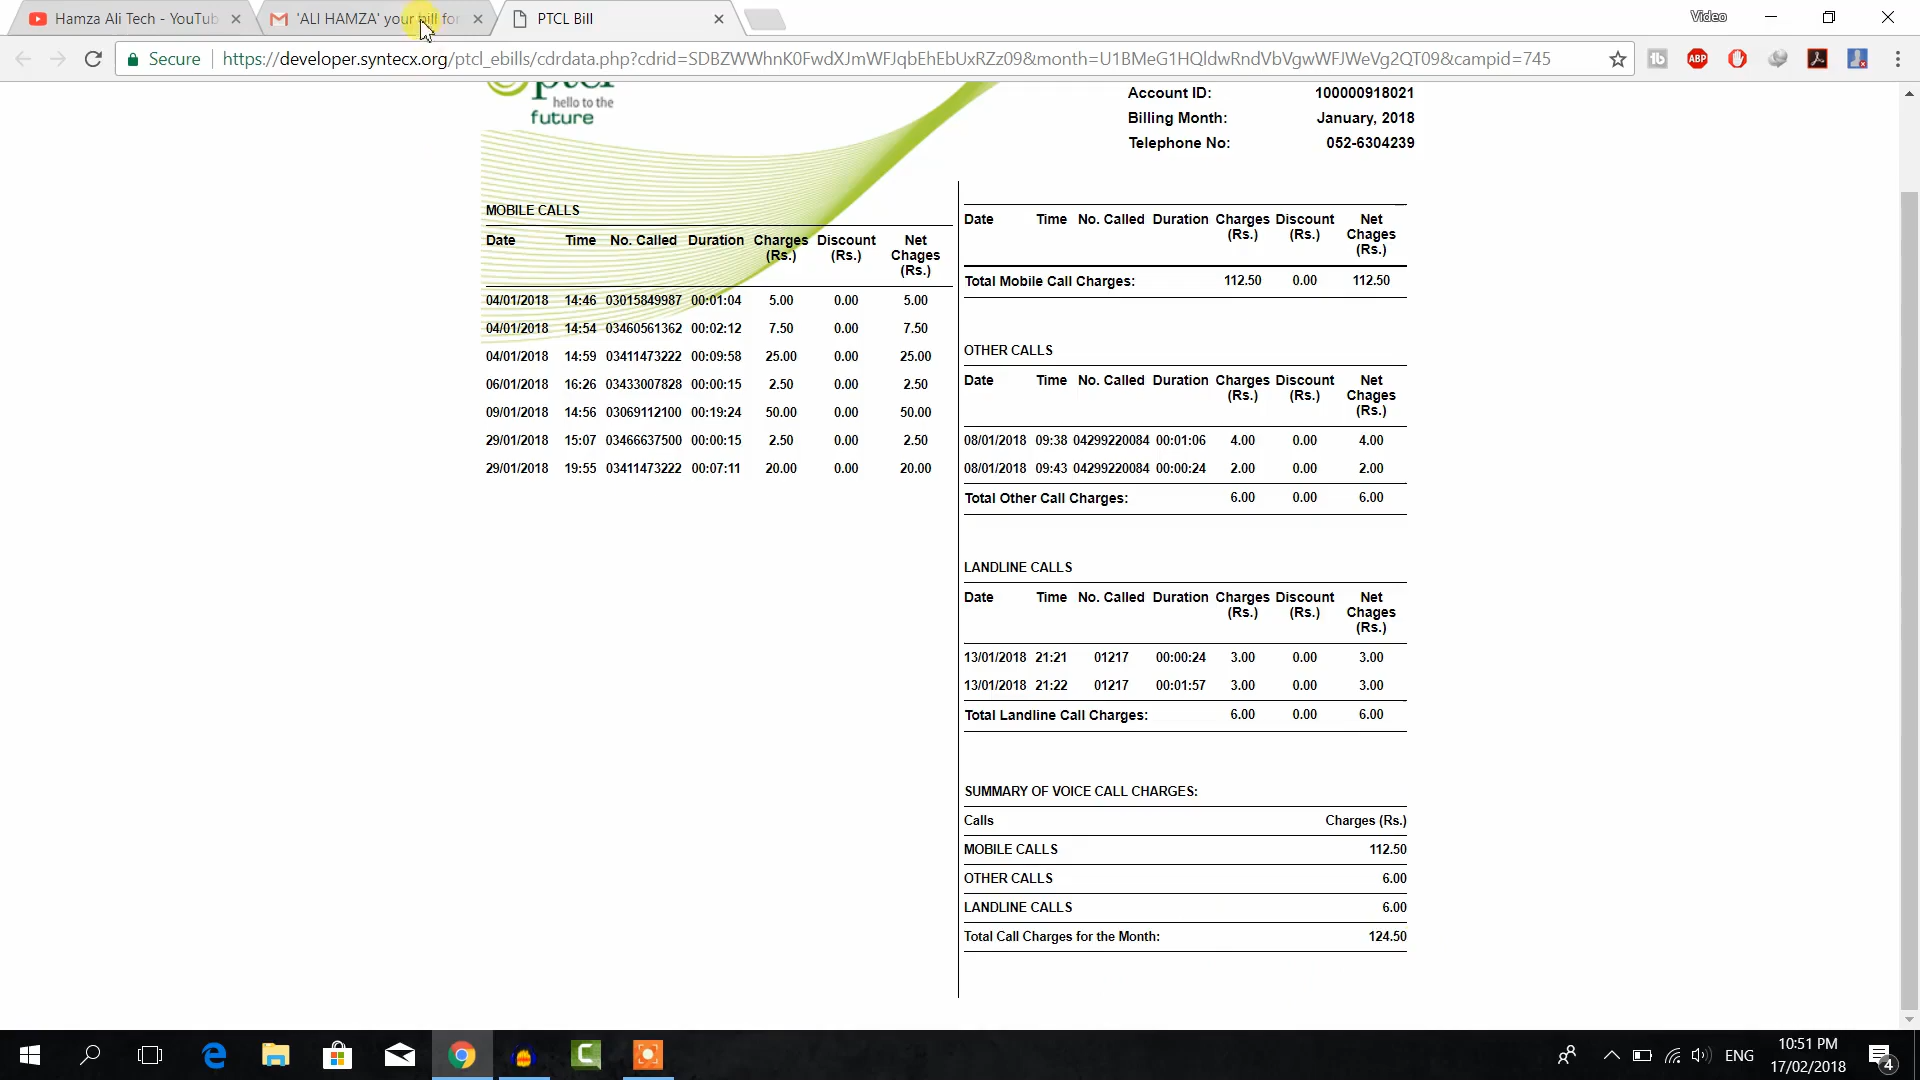 Hamza Ali Tech - YouTub
'ALI HAMZA' your bill for
PTCL Bill
Video
Secure
https://developer.syntecx.org/ptcl_ebills/cdrdata.php?cdrid=SDBZWWhnK0FwdXJmWFJqbEhEbUxRZz09&month=U1BMeG1HQldwRndVbVgwWFJWeVg2QT09&campid=745
ABP
hello to the
future
Account ID: 100000918021
Billing Month: January, 2018
Telephone No: 052-6304239
MOBILE CALLS
Date Time No. Called Duration Charges (Rs.) Discount (Rs.) Net Chages (Rs.)
04/01/2018 14:46 03015849987 00:01:04 5.00 0.00 5.00
04/01/2018 14:54 03460561362 00:02:12 7.50 0.00 7.50
04/01/2018 14:59 03411473222 00:09:58 25.00 0.00 25.00
06/01/2018 16:26 03433007828 00:00:15 2.50 0.00 2.50
09/01/2018 14:56 03069112100 00:19:24 50.00 0.00 50.00
29/01/2018 15:07 03466637500 00:00:15 2.50 0.00 2.50
29/01/2018 19:55 03411473222 00:07:11 20.00 0.00 20.00
Date Time No. Called Duration Charges (Rs.) Discount (Rs.) Net Chages (Rs.)
Total Mobile Call Charges: 112.50 0.00 112.50
OTHER CALLS
Date Time No. Called Duration Charges (Rs.) Discount (Rs.) Net Chages (Rs.)
08/01/2018 09:38 04299220084 00:01:06 4.00 0.00 4.00
08/01/2018 09:43 04299220084 00:00:24 2.00 0.00 2.00
Total Other Call Charges: 6.00 0.00 6.00
LANDLINE CALLS
Date Time No. Called Duration Charges (Rs.) Discount (Rs.) Net Chages (Rs.)
13/01/2018 21:21 01217 00:00:24 3.00 0.00 3.00
13/01/2018 21:22 01217 00:01:57 3.00 0.00 3.00
Total Landline Call Charges: 6.00 0.00 6.00
SUMMARY OF VOICE CALL CHARGES:
Calls Charges (Rs.)
MOBILE CALLS 112.50
OTHER CALLS 6.00
LANDLINE CALLS 6.00
Total Call Charges for the Month: 124.50
ENG
10:51 PM
17/02/2018
4